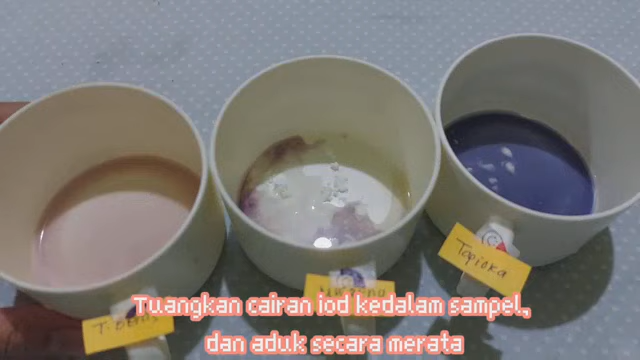 Tapioka
Tuangkan cairan iod kedalam sampel,
dan aduk secara merata